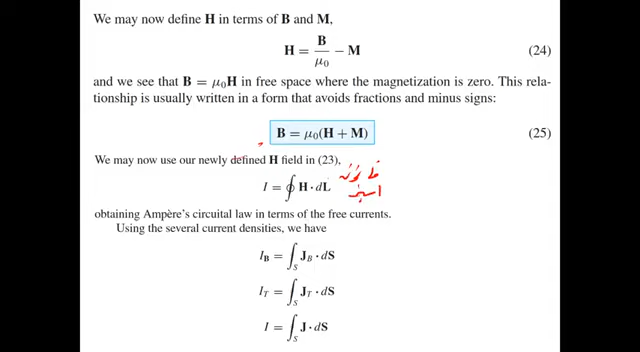 We may now define H in terms of B and M,
H = B/μ₀ − M (24)
and we see that B = μ₀H in free space where the magnetization is zero. This rela-
tionship is usually written in a form that avoids fractions and minus signs:
B = μ₀(H + M) (25)
We may now use our newly defined H field in (23),
I = ∮ H · dL
obtaining Ampère's circuital law in terms of the free currents.
Using the several current densities, we have
I_B = ∫_S J_B · dS
I_T = ∫_S J_T · dS
I = ∫_S J · dS